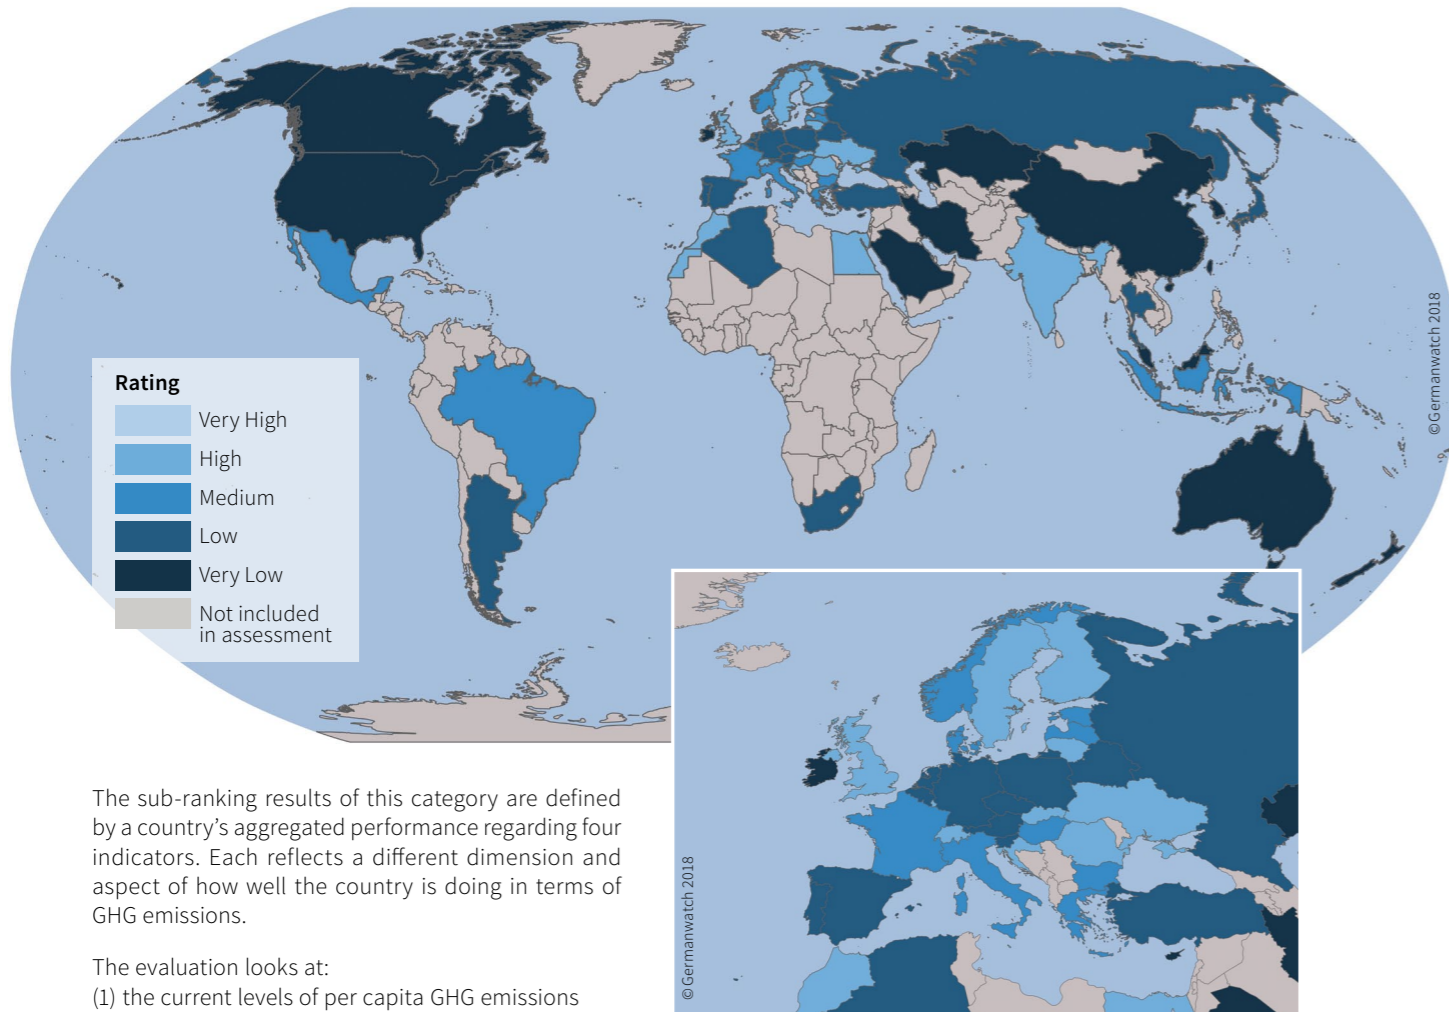 Rating
Very High
High
Medium
Low
Very Low
Not included
in assessment
©Germanwatch 2018
©Germanwatch 2018
The sub-ranking results of this category are defined
by a country's aggregated performance regarding four
indicators. Each reflects a different dimension and
aspect of how well the country is doing in terms of
GHG emissions.
The evaluation looks at:
(1) the current levels of per capita GHG emissions